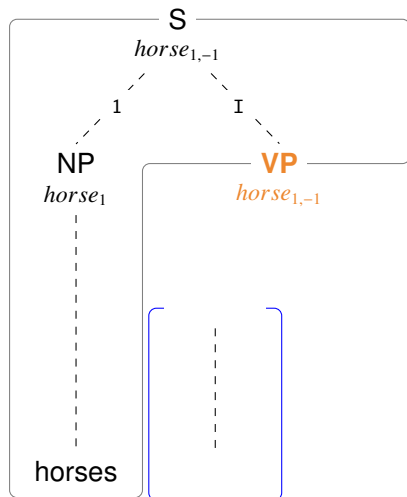 S
horse₁,₋₁
1 I
NP VP
horse₁ horse₁,₋₁
horses